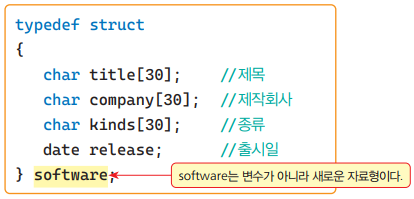 typedef struct
{
char title[30]; //제목
char company[30]; //제작회사
char kinds[30]; //종류
date release; //출시일
} software;
software는 변수가 아니라 새로운 자료형이다.